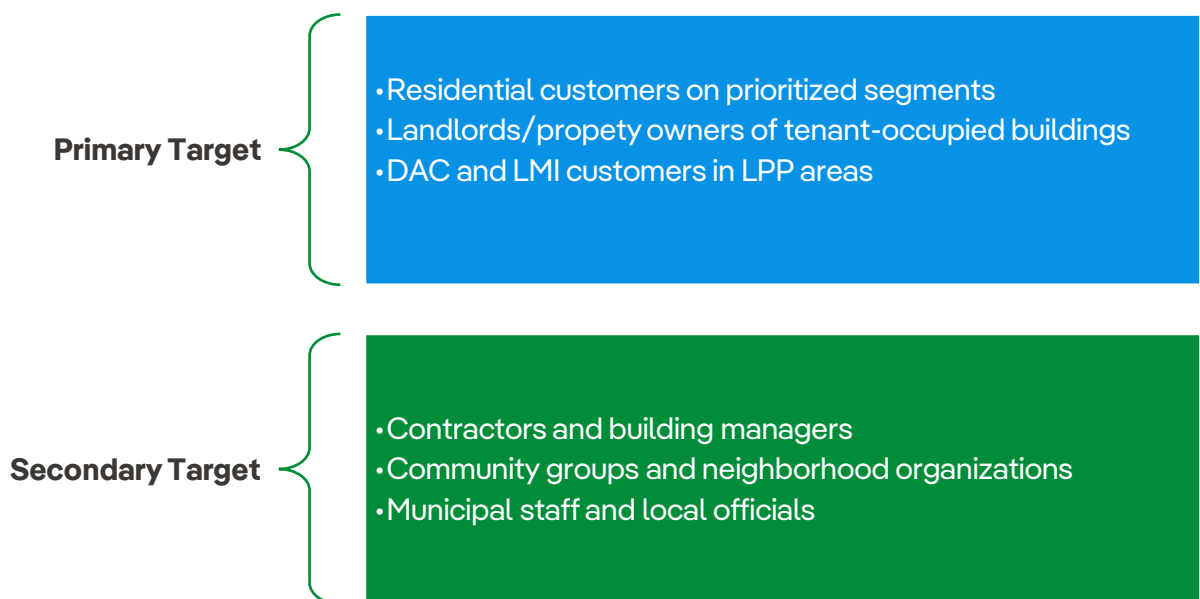 Primary Target
•Residential customers on prioritized segments
•Landlords/propety owners of tenant-occupied buildings
•DAC and LMI customers in LPP areas
Secondary Target
•Contractors and building managers
•Community groups and neighborhood organizations
•Municipal staff and local officials